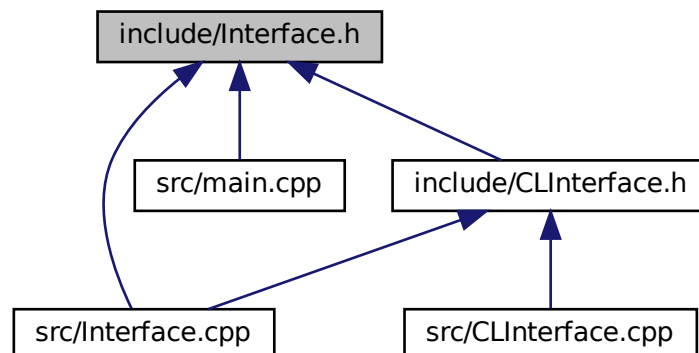 include/Interface.h
src/main.cpp
include/CLInterface.h
src/Interface.cpp
src/CLInterface.cpp